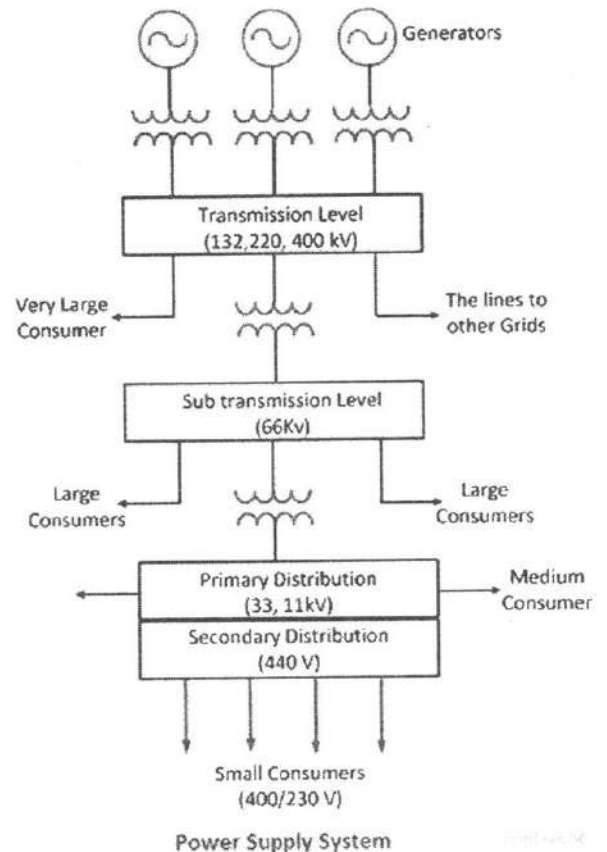 Generators
Transmission Level
(132,220, 400 kV)
Very Large
Consumer
The lines to
other Grids
Sub transmission Level
(66Kv)
Large
Consumers
Large
Consumers
Primary Distribution
(33, 11kV)
Medium
Consumer
Secondary Distribution
(440 V)
Small Consumers
(400/230 V)
Power Supply System